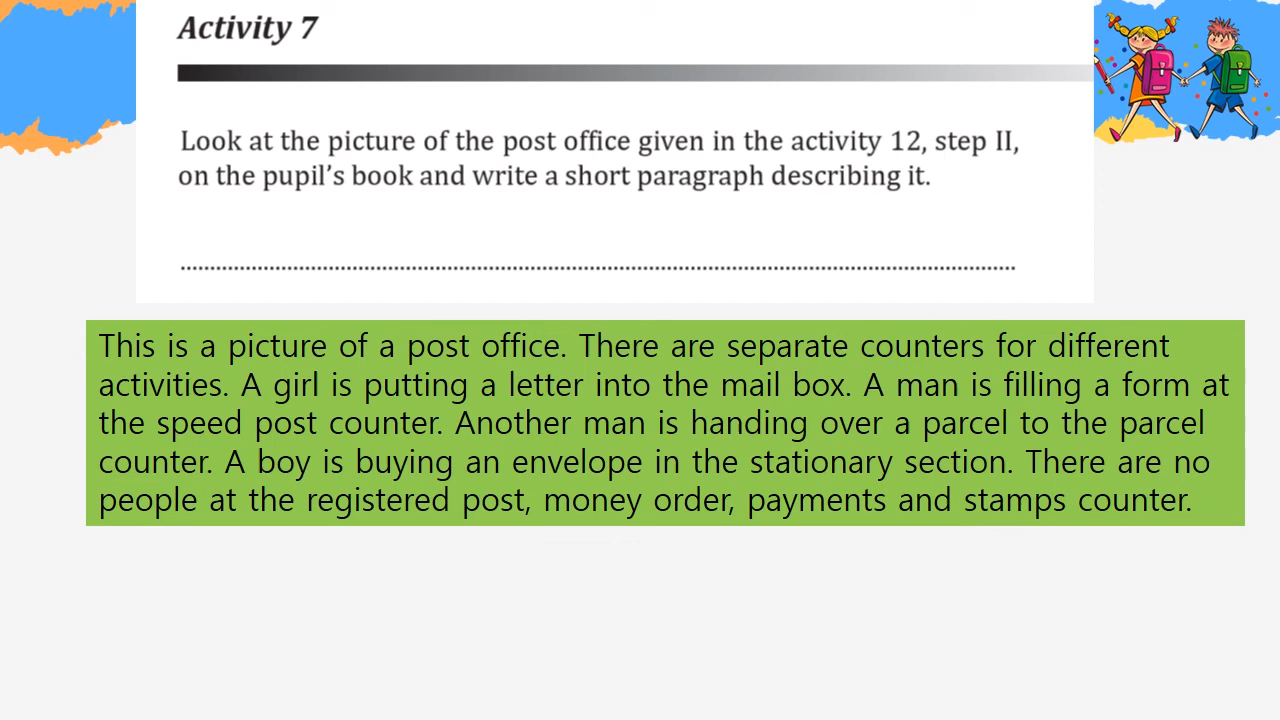 Activity 7
Look at the picture of the post office given in the activity 12, step II,
on the pupil's book and write a short paragraph describing it.
This is a picture of a post office. There are separate counters for different
activities. A girl is putting a letter into the mail box. A man is filling a form at
the speed post counter. Another man is handing over a parcel to the parcel
counter. A boy is buying an envelope in the stationary section. There are no
people at the registered post, money order, payments and stamps counter.